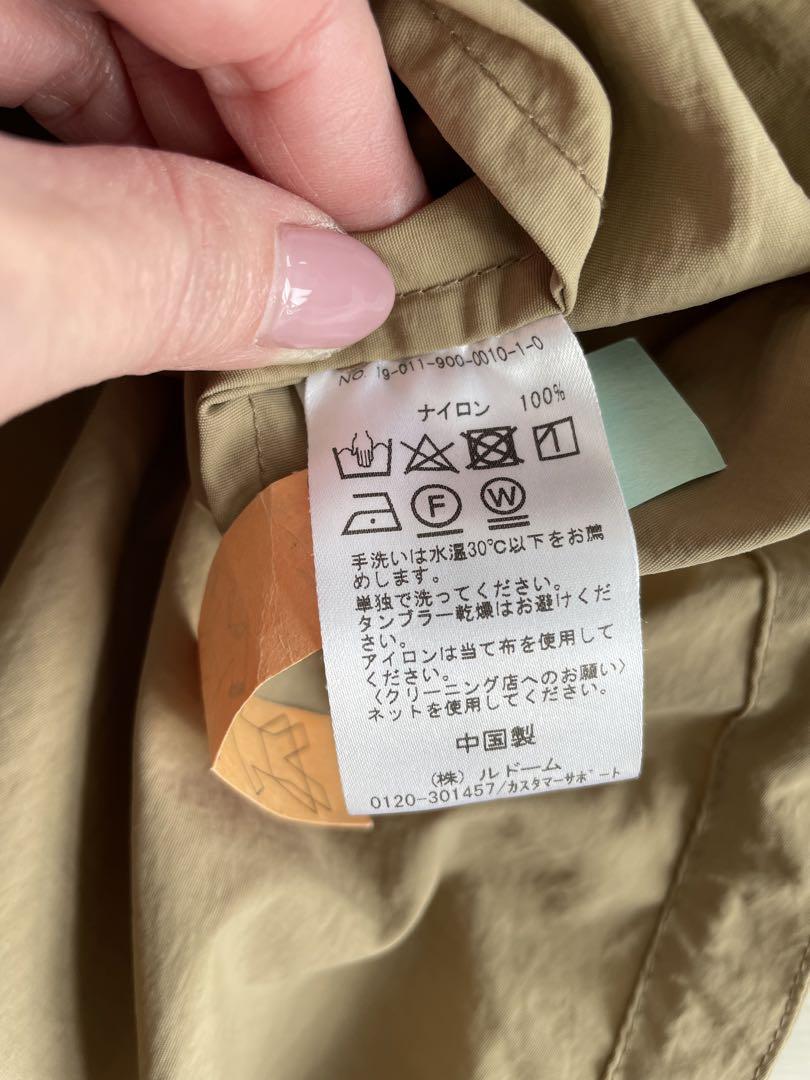 NO. 19-011-900-0010-1-0
ナイロン 100%
F W
手洗いは水温30℃以下をお薦
めします。
単独で洗ってください。
タンブラー乾燥はお避けくだ
さい。
アイロンは当て布を使用して
ください。
〈クリーニング店へのお願い〉
ネットを使用してください。
中国製
(株) ルドーム
0120-301457/カスタマーサポート